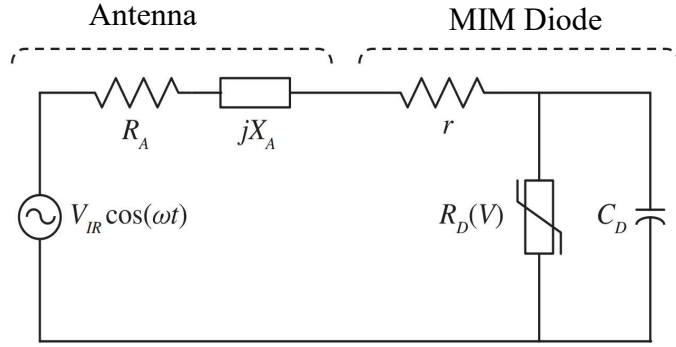 Antenna
MIM Diode
R_A
jX_A
r
V_IR cos(ωt)
R_D(V)
C_D